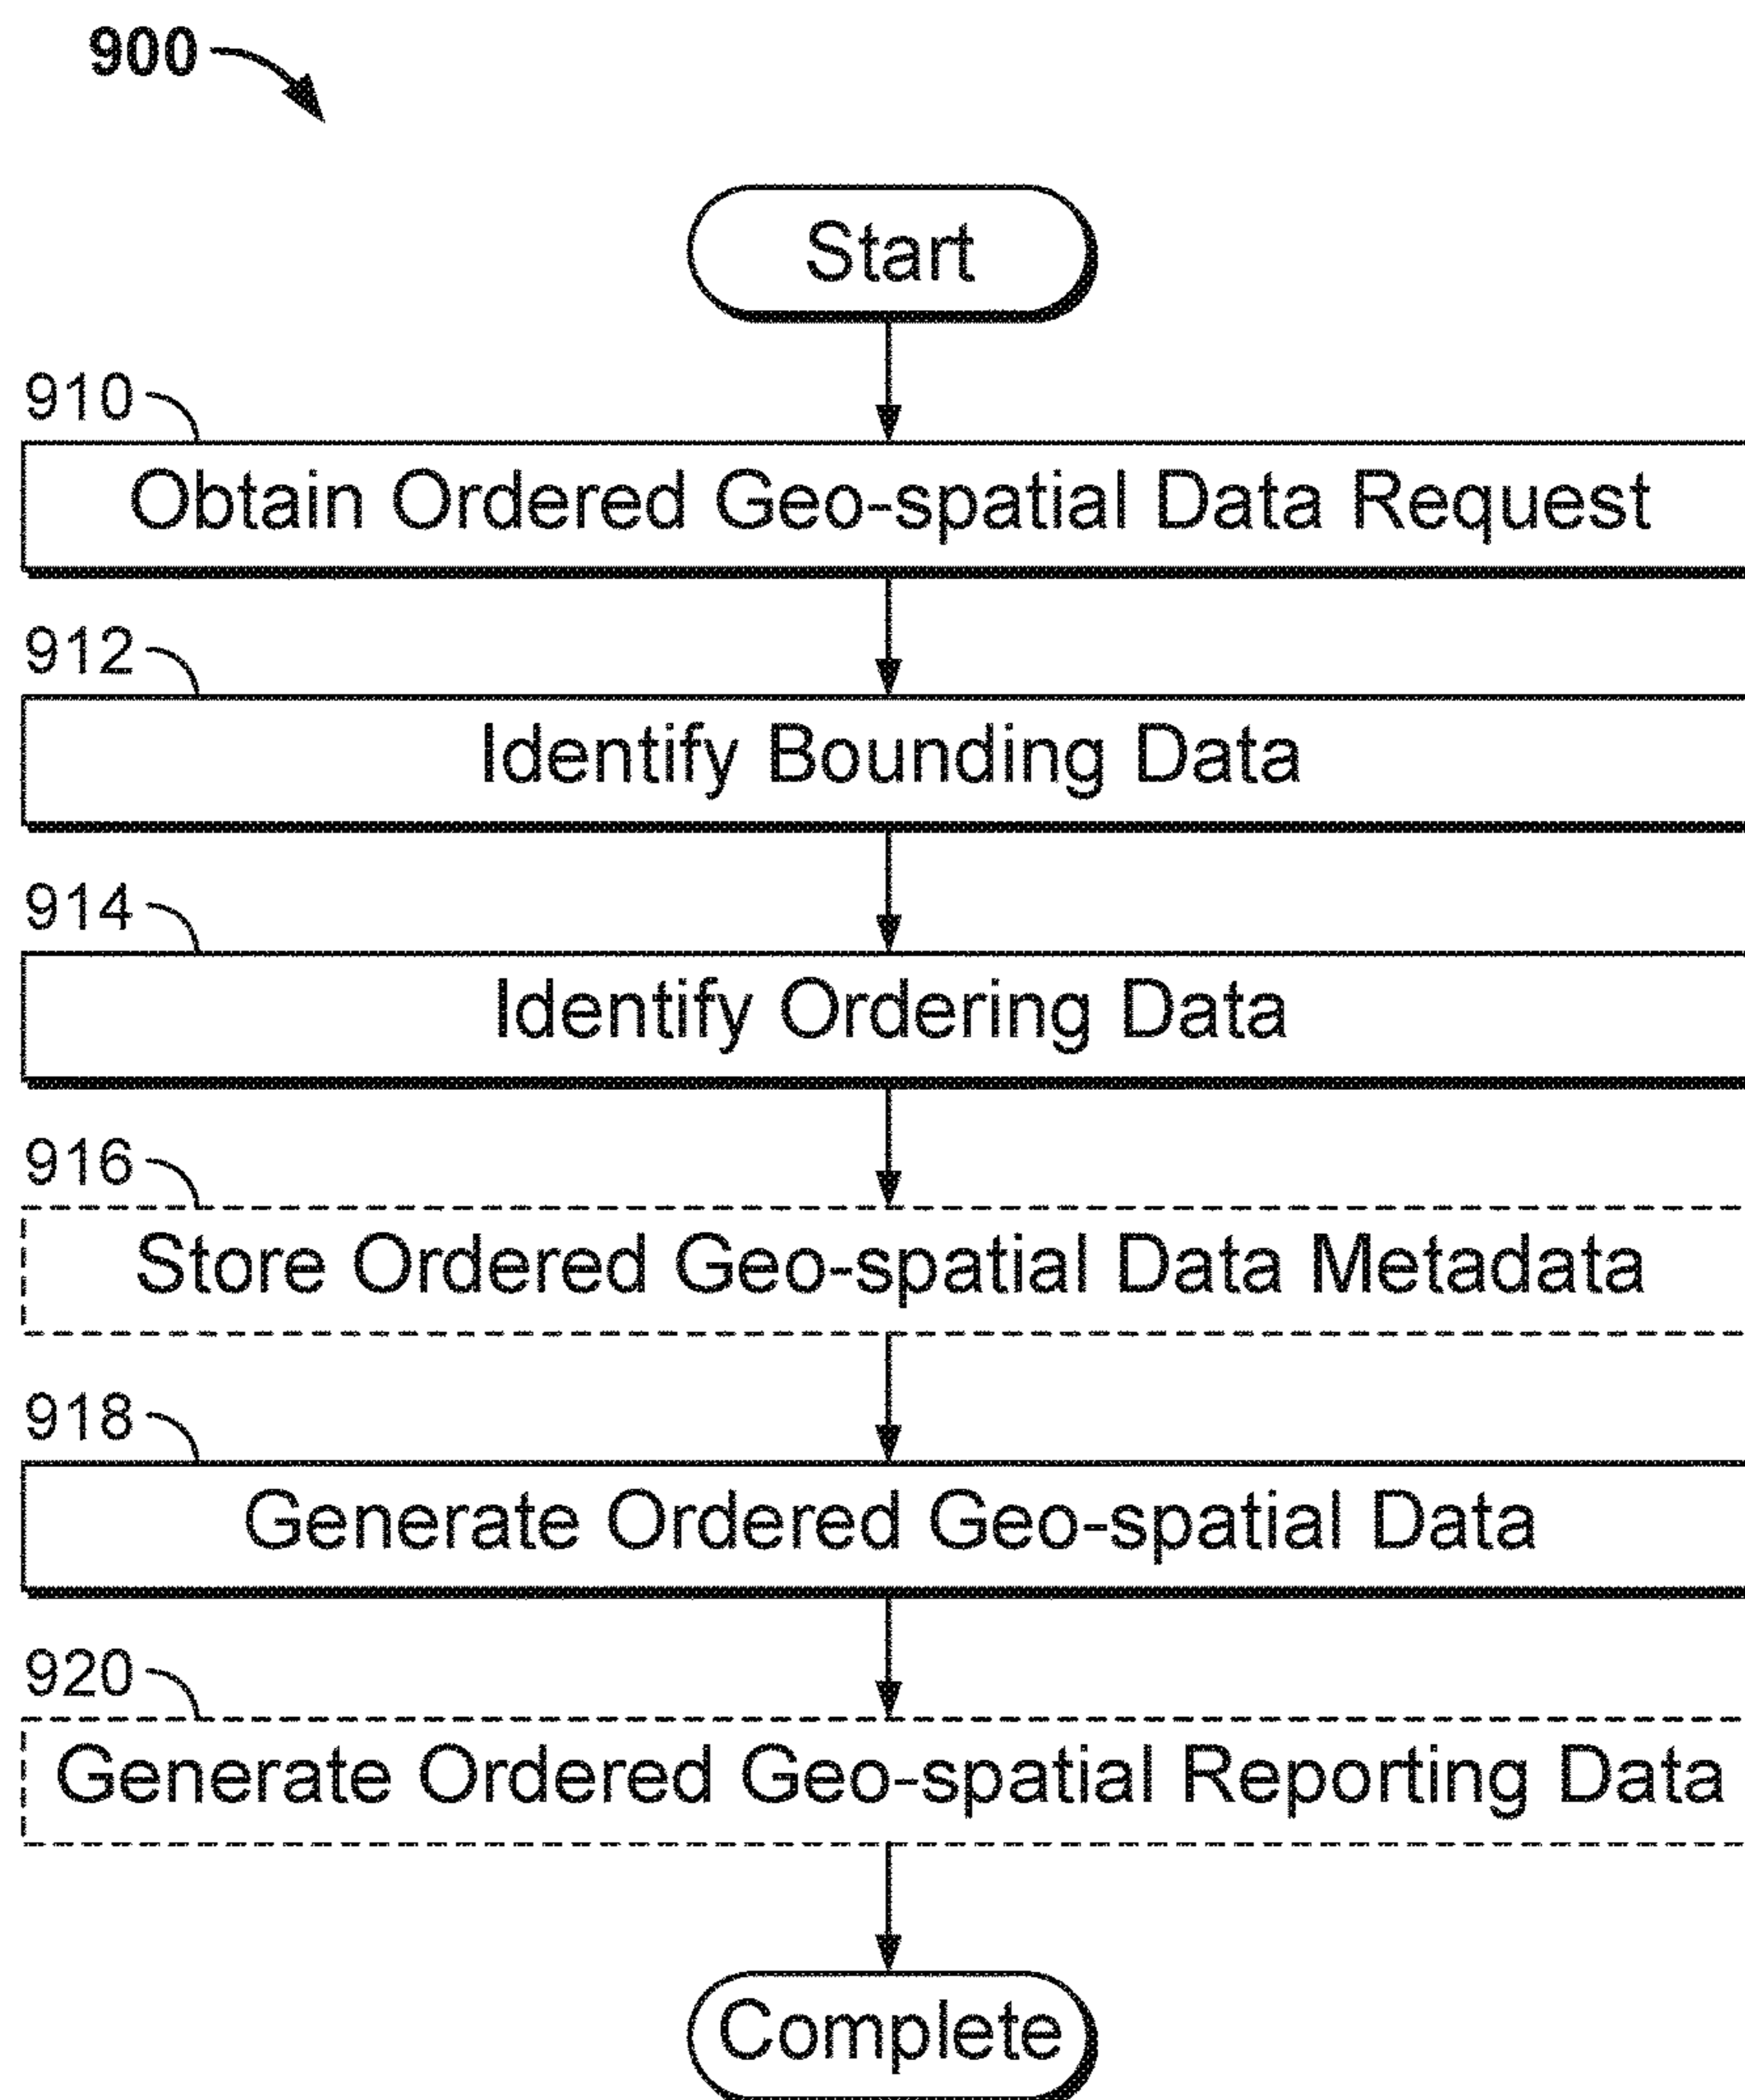 900
Start
910
Obtain Ordered Geo-spatial Data Request
912
Identify Bounding Data
914
Identify Ordering Data
916
Store Ordered Geo-spatial Data Metadata
918
Generate Ordered Geo-spatial Data
920
Generate Ordered Geo-spatial Reporting Data
Complete